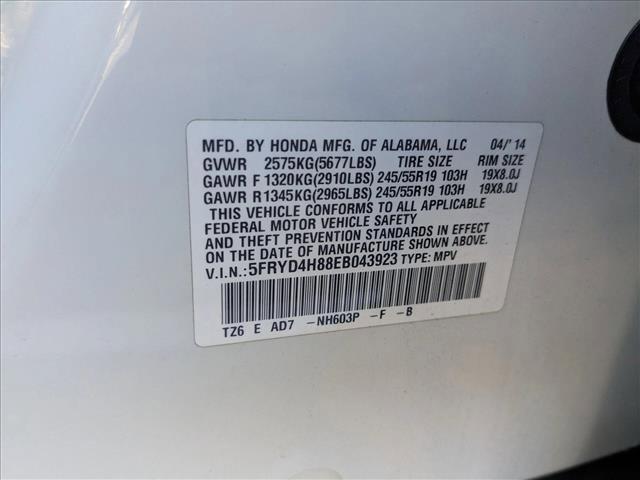 MFD. BY HONDA MFG. OF ALABAMA, LLC 04/'14
GVWR 2575KG(5677LBS) TIRE SIZE RIM SIZE
GAWR F 1320KG(2910LBS) 245/55R19 103H 19X8.0J
GAWR R1345KG(2965LBS) 245/55R19 103H 19X8.0J
THIS VEHICLE CONFORMS TO ALL APPLICABLE
FEDERAL MOTOR VEHICLE SAFETY
AND THEFT PREVENTION STANDARDS IN EFFECT
ON THE DATE OF MANUFACTURE SHOWN ABOVE.
V.I.N.: 5FRYD4H88EB043923 TYPE: MPV
TZ6 E AD7 -NH603P -F -B